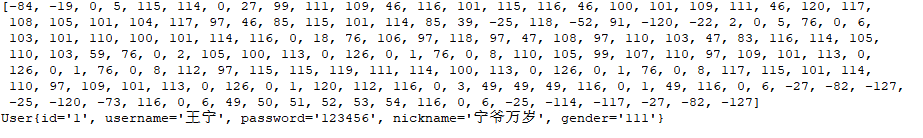 [-84, -19, 0, 5, 115, 114, 0, 27, 99, 111, 109, 46, 116, 101, 115, 116, 46, 100, 101, 109, 111, 46, 120, 117,
108, 105, 101, 104, 117, 97, 46, 85, 115, 101, 114, 85, 39, -25, 118, -52, 91, -120, -22, 2, 0, 5, 76, 0, 6,
103, 101, 110, 100, 101, 114, 116, 0, 18, 76, 106, 97, 118, 97, 47, 108, 97, 110, 103, 47, 83, 116, 114, 105,
110, 103, 59, 76, 0, 2, 105, 100, 113, 0, 126, 0, 1, 76, 0, 8, 110, 105, 99, 107, 110, 97, 109, 101, 113, 0,
126, 0, 1, 76, 0, 8, 112, 97, 115, 115, 119, 111, 114, 100, 113, 0, 126, 0, 1, 76, 0, 8, 117, 115, 101, 114,
110, 97, 109, 101, 113, 0, 126, 0, 1, 120, 112, 116, 0, 3, 49, 49, 49, 116, 0, 1, 49, 116, 0, 6, -27, -82, -127,
-25, -120, -73, 116, 0, 6, 49, 50, 51, 52, 53, 54, 116, 0, 6, -25, -114, -117, -27, -82, -127]
User{id='1', username='王宁', password='123456', nickname='宁爷万岁', gender='111'}